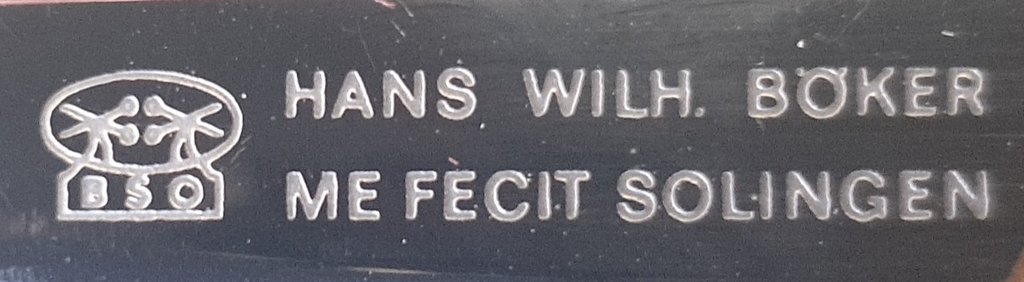 HANS WILH. BÖKER
ME FECIT SOLINGEN
BSO